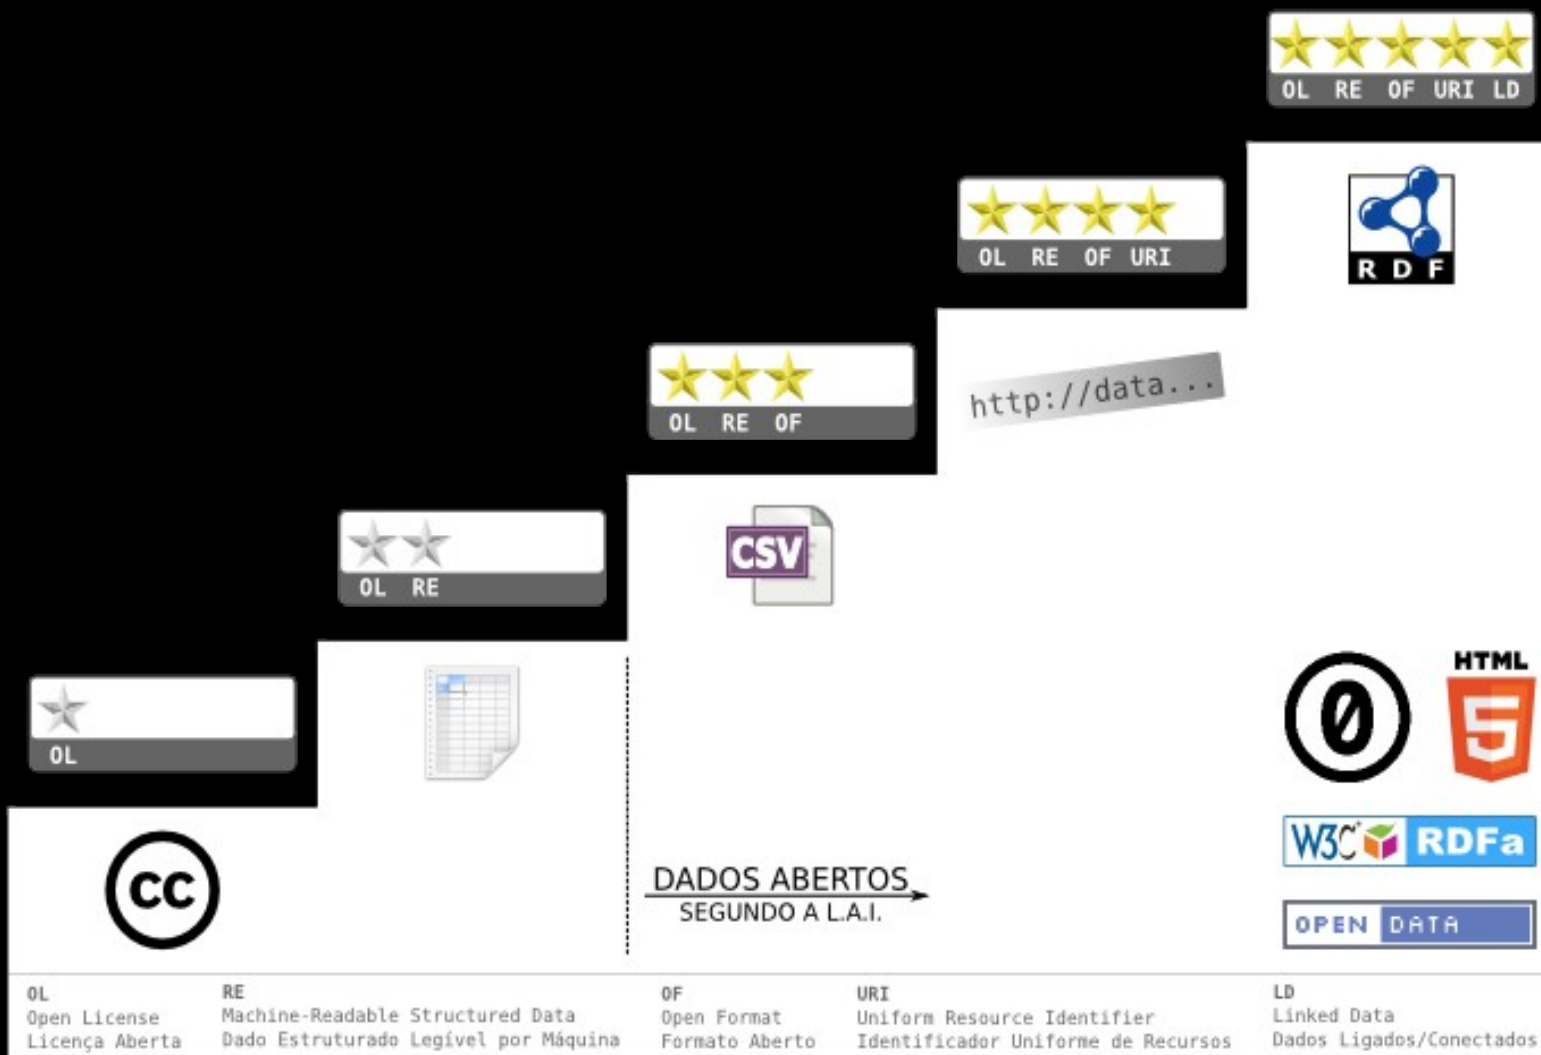 OL RE OF URI LD
RDF
OL RE OF URI
http://data...
OL RE OF
CSV
OL RE
OL
cc
0
HTML
5
W3C RDFa
OPEN DATA
DADOS ABERTOS
SEGUNDO A L.A.I.
OL
Open License
Licença Aberta
RE
Machine-Readable Structured Data
Dado Estruturado Legível por Máquina
OF
Open Format
Formato Aberto
URI
Uniform Resource Identifier
Identificador Uniforme de Recursos
LD
Linked Data
Dados Ligados/Conectados